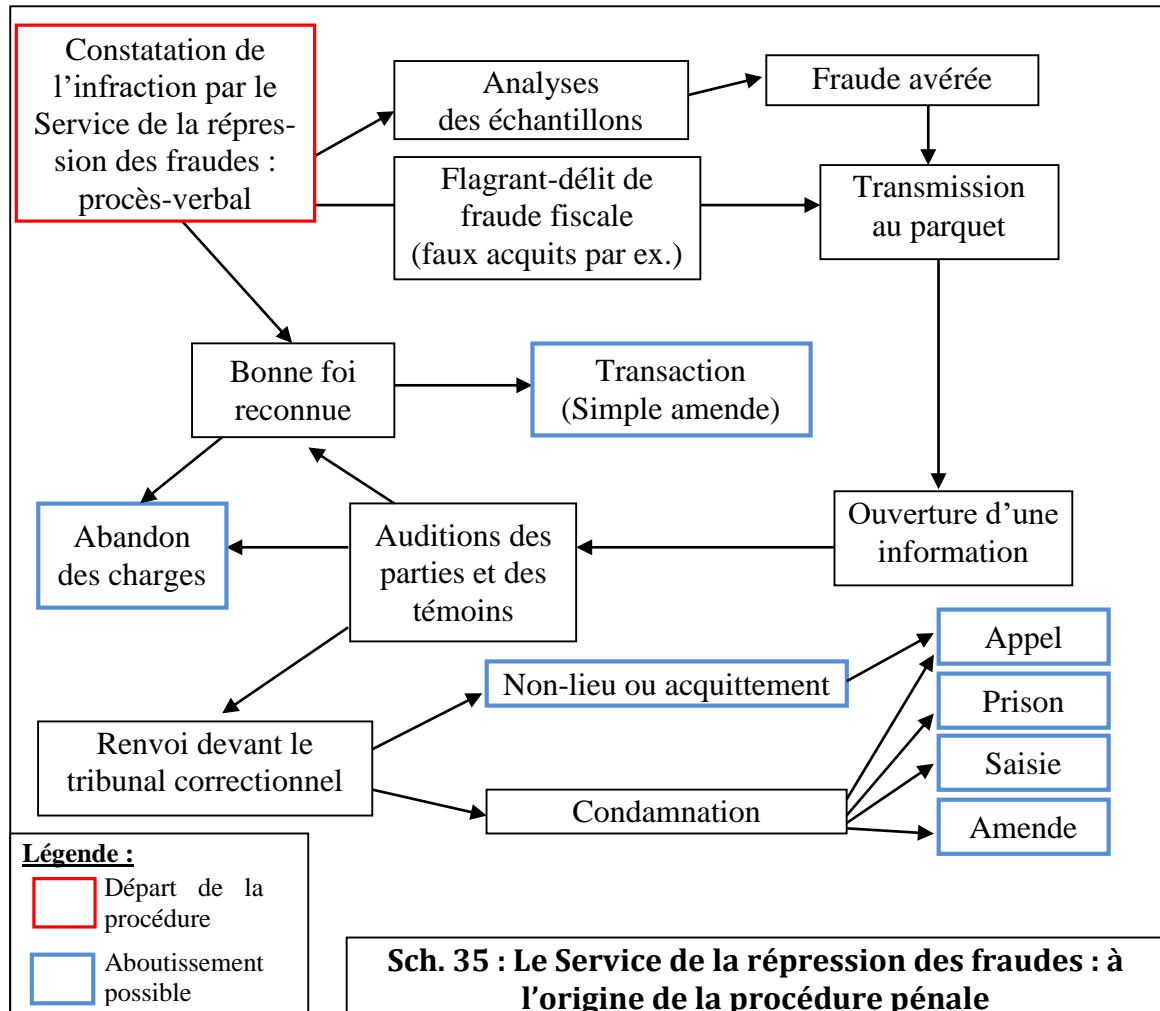 Constatation de
l’infraction par le
Service de la répres-
sion des fraudes :
procès-verbal
Analyses
des échantillons
Fraude avérée
Flagrant-délit de
fraude fiscale
(faux acquits par ex.)
Transmission
au parquet
Bonne foi
reconnue
Transaction
(Simple amende)
Abandon
des charges
Auditions des
parties et des
témoins
Ouverture d’une
information
Renvoi devant le
tribunal correctionnel
Non-lieu ou acquittement
Condamnation
Appel
Prison
Saisie
Amende
Légende :
Départ de la
procédure
Aboutissement
possible
Sch. 35 : Le Service de la répression des fraudes : à
l’origine de la procédure pénale